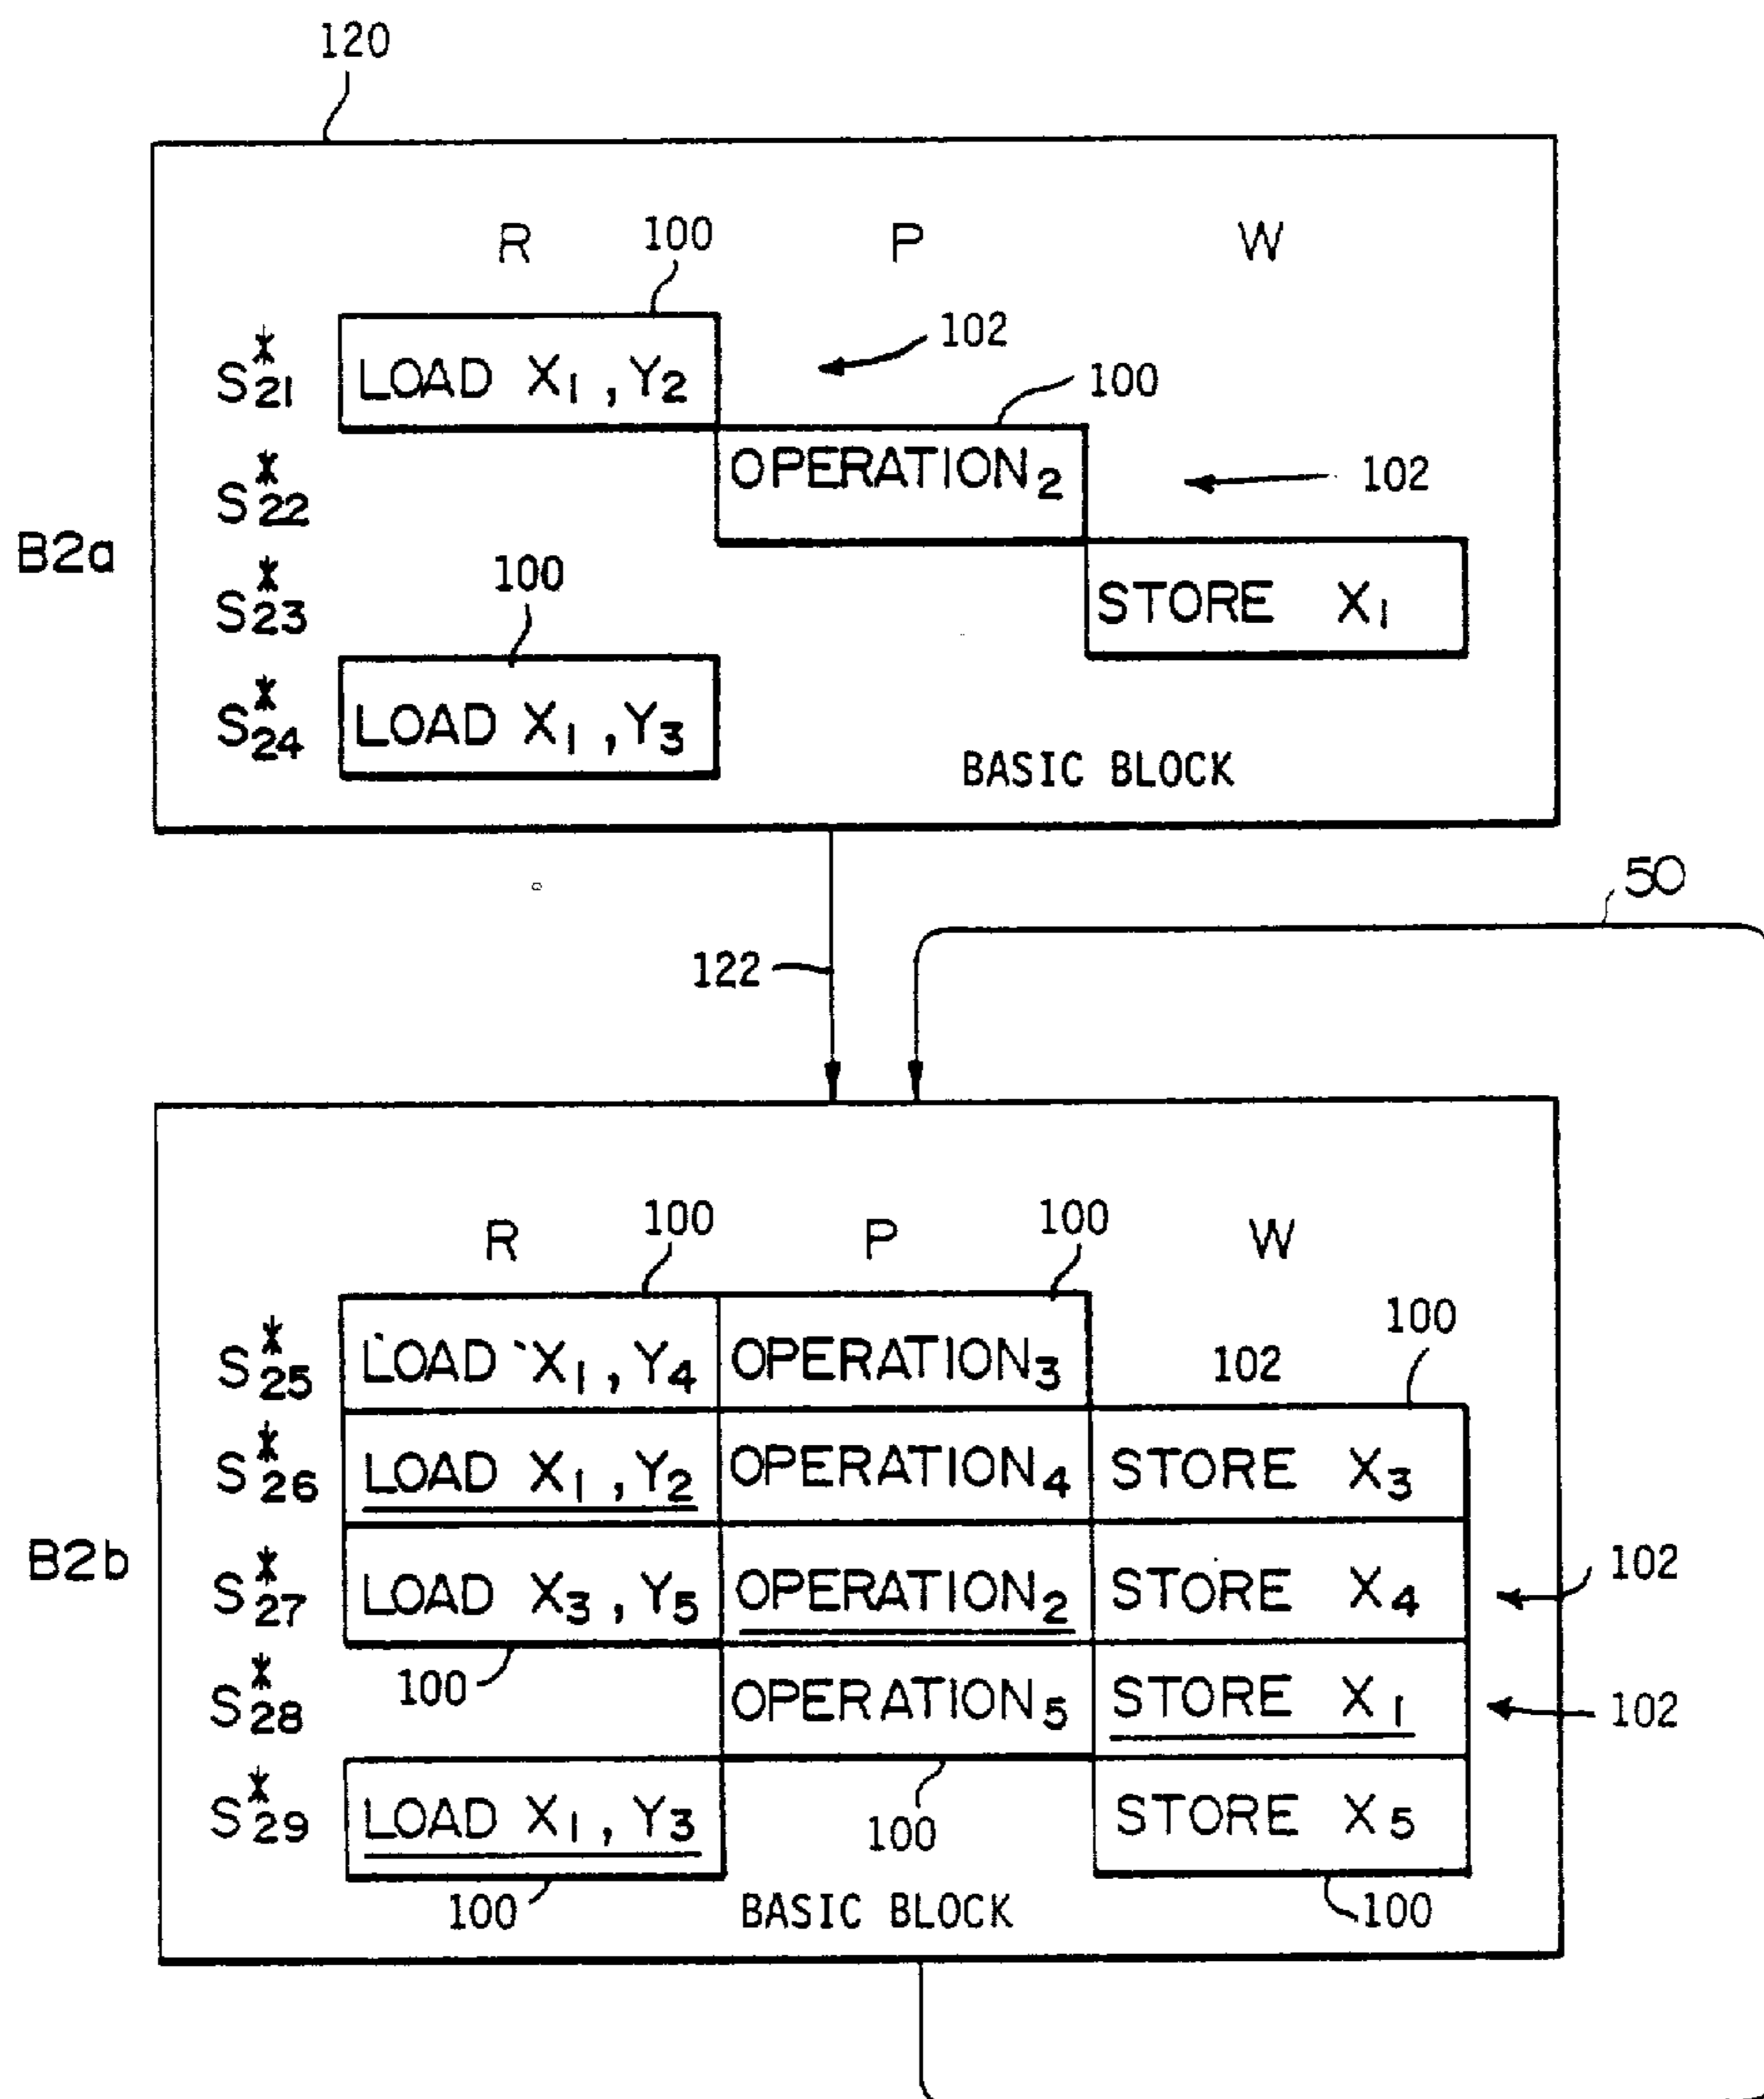 120
R 100 P W
S*21 LOAD X1, Y2 102
100
S*22 OPERATION2 102
B2a
100
S*23 STORE X1
S*24 LOAD X1, Y3
BASIC BLOCK
50
122
R 100 P 100 W
100
S*25 LOAD X1, Y4 OPERATION3 102
S*26 LOAD X1, Y2 OPERATION4 STORE X3
B2b
S*27 LOAD X3, Y5 OPERATION2 STORE X4 102
100
S*28 OPERATION5 STORE X1 102
S*29 LOAD X1, Y3 100 STORE X5
100 BASIC BLOCK 100